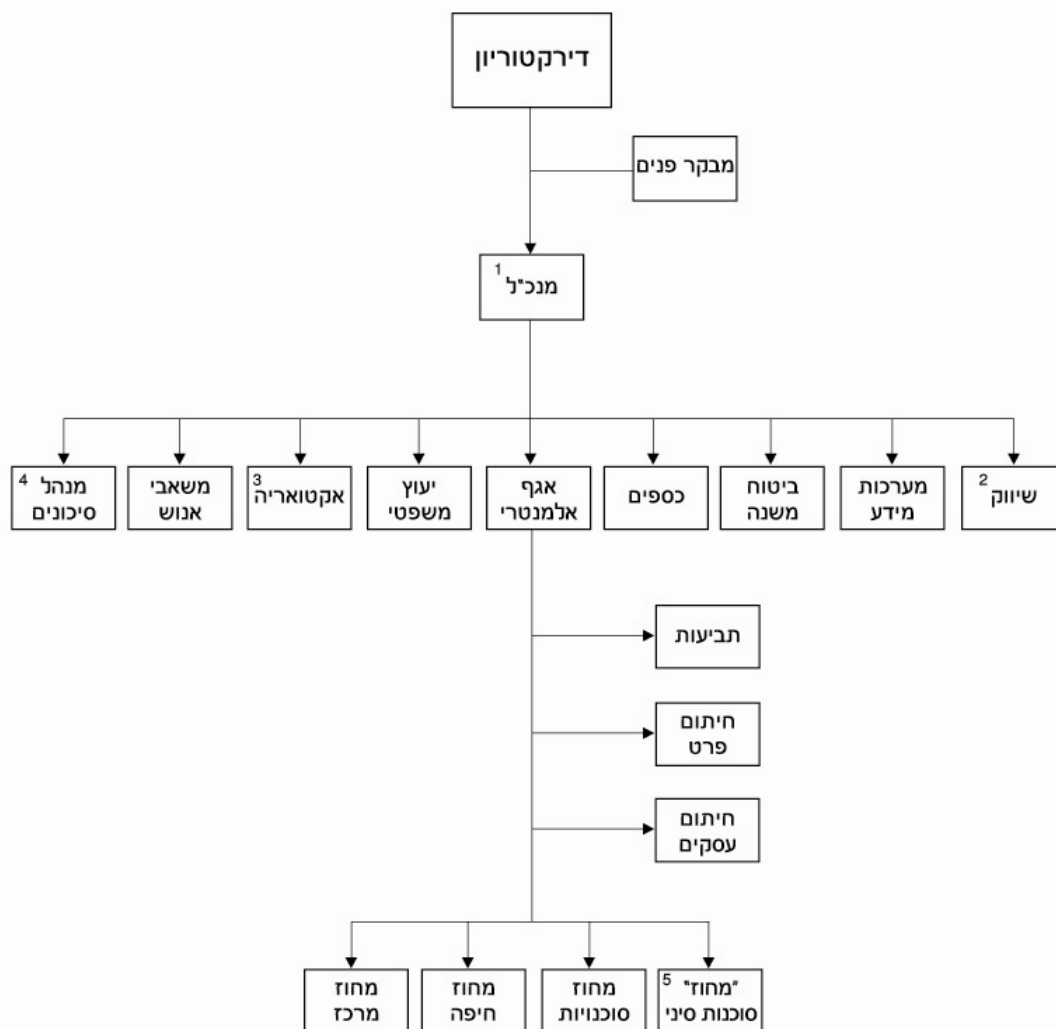 דירקטוריון
מבקר פנים
מנכ"ל 1
שיווק 2
מערכות
מידע
ביטוח
משנה
כספים
אגף
אלמנטרי
יעוץ
משפטי
אקטואריה 3
משאבי
אנוש
מנהל 4
סיכונים
תביעות
חיתום
פרט
חיתום
עסקים
"מחוז" 5
סוכנות סיני
מחוז
סוכנויות
מחוז
חיפה
מחוז
מרכז